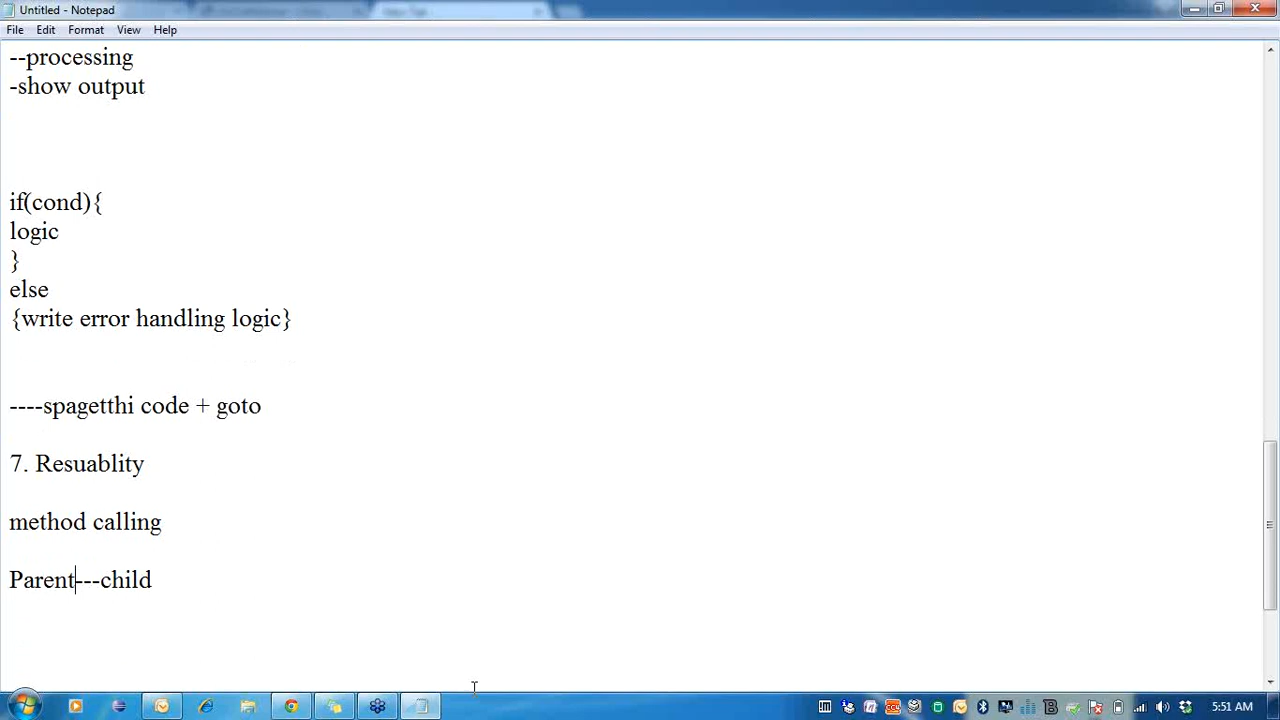 Untitled - Notepad
File Edit Format View Help
--processing
-show output
if(cond){
logic
}
else
{write error handling logic}
----spagetthi code + goto
7. Resuablity
method calling
Parent---child
5:51 AM